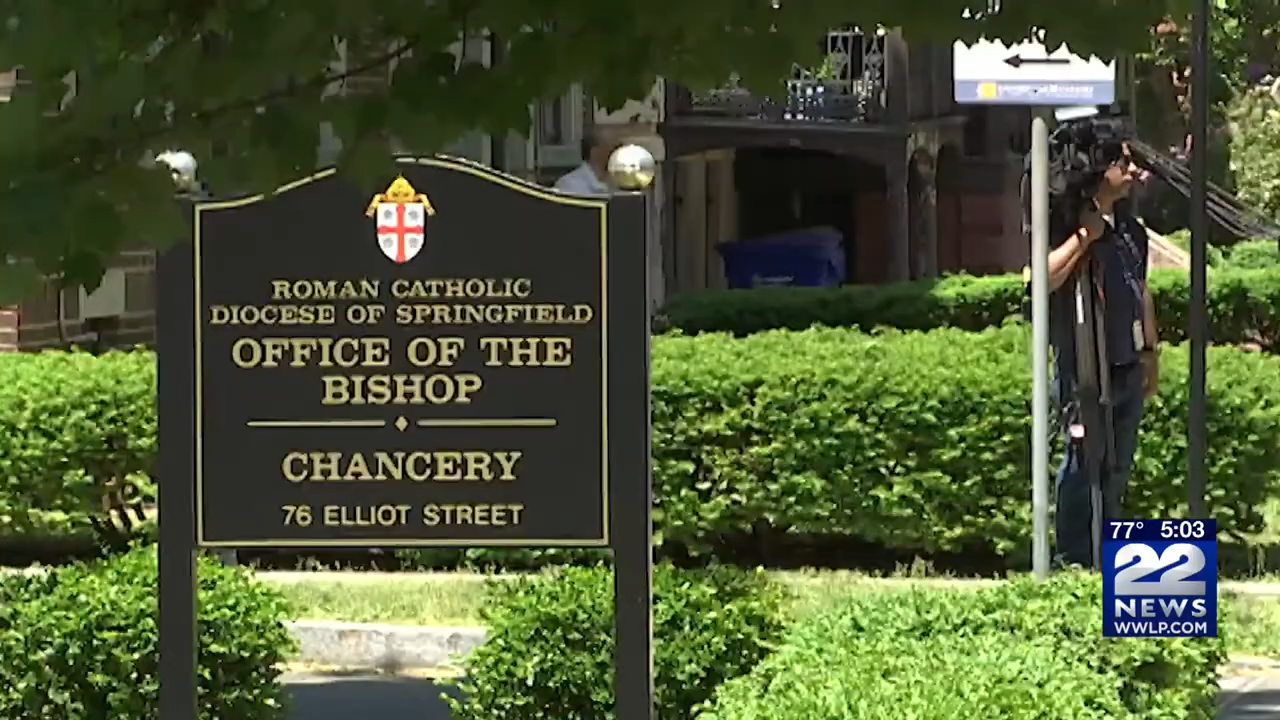 ROMAN CATHOLIC
DIOCESE OF SPRINGFIELD
OFFICE OF THE
BISHOP
CHANCERY
76 ELLIOT STREET
77° 5:03
22
NEWS
WWLP.COM